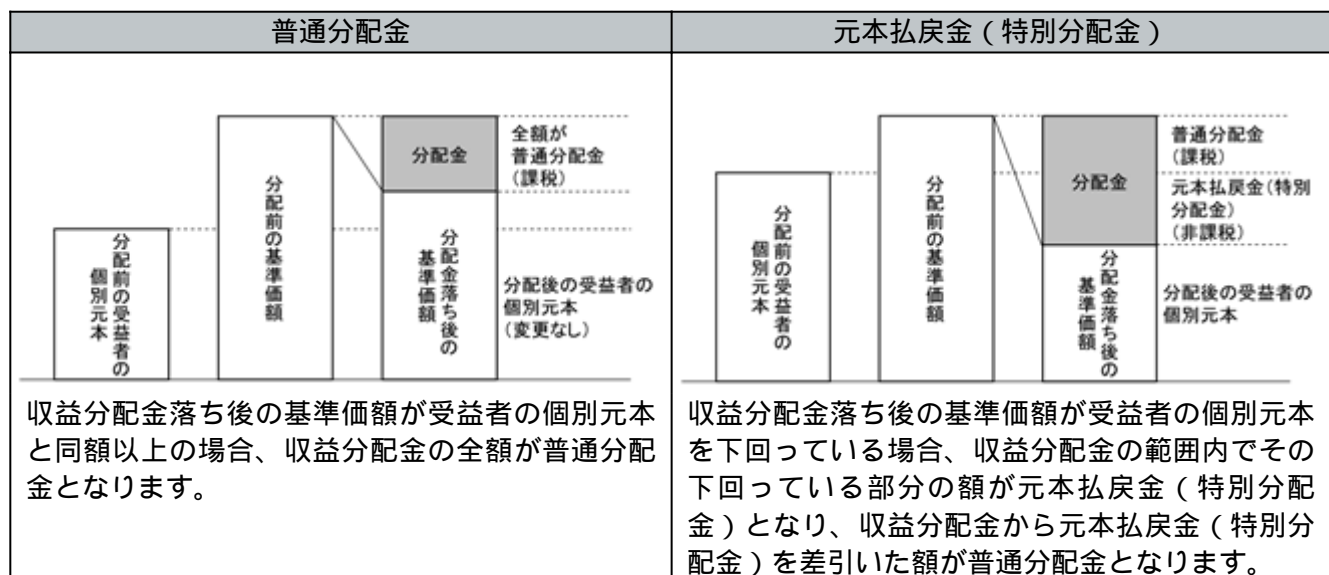 普通分配金
分配前の受益者の
個別元本
分配前の基準価額
分配金
分配金落ち後の
基準価額
全額が
普通分配金
(課税)
分配後の受益者の
個別元本
(変更なし)
収益分配金落ち後の基準価額が受益者の個別元本
と同額以上の場合、収益分配金の全額が普通分配
金となります。
元本払戻金(特別分配金)
分配前の受益者の
個別元本
分配前の基準価額
分配金
分配金落ち後の
基準価額
普通分配金
(課税)
元本払戻金(特別
分配金)
(非課税)
分配後の受益者の
個別元本
収益分配金落ち後の基準価額が受益者の個別元本
を下回っている場合、収益分配金の範囲内でその
下回っている部分の額が元本払戻金(特別分配
金)となり、収益分配金から元本払戻金(特別分
配金)を差引いた額が普通分配金となります。